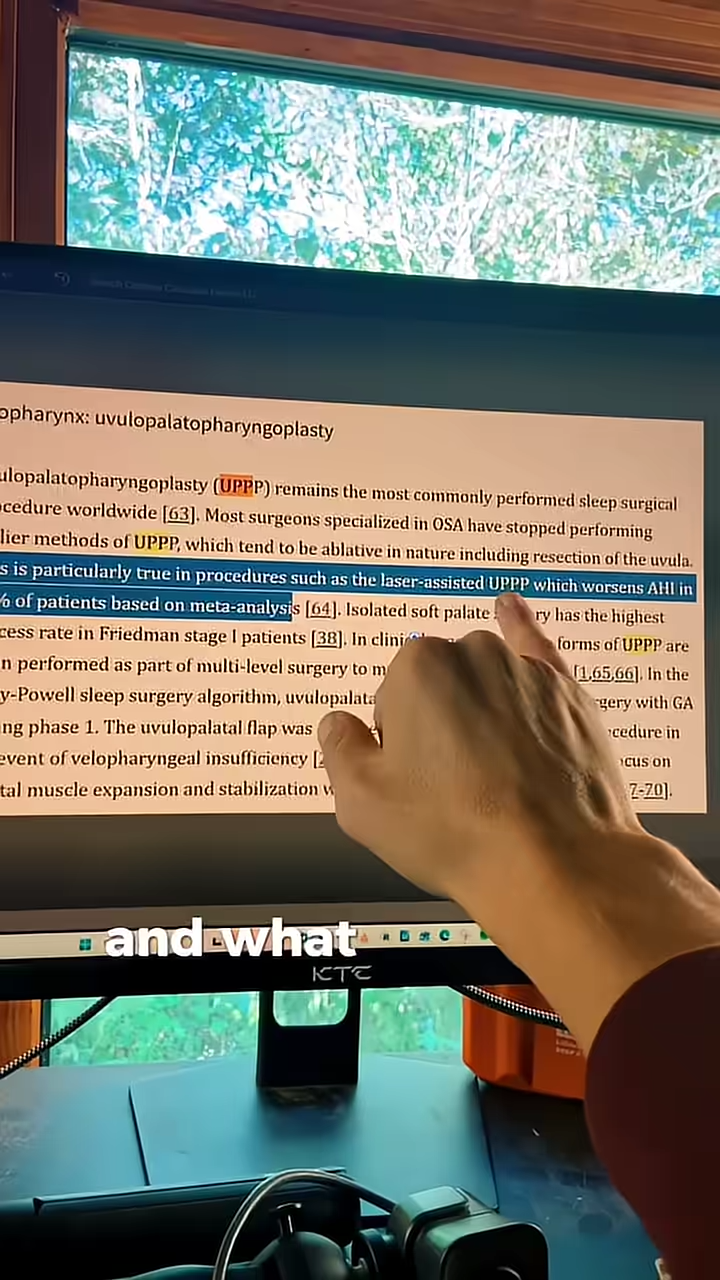 opharynx: uvulopalatopharyngoplasty
ulopalatopharyngoplasty (UPPP) remains the most commonly performed sleep surgical
ocedure worldwide [63]. Most surgeons specialized in OSA have stopped performing
lier methods of UPPP, which tend to be ablative in nature including resection of the uvula.
s is particularly true in procedures such as the laser-assisted UPPP which worsens AHI in
% of patients based on meta-analysis [64]. Isolated soft palate ry has the highest
cess rate in Friedman stage I patients [38]. In clini forms of UPPP are
n performed as part of multi-level surgery to m [1,65,66]. In the
y-Powell sleep surgery algorithm, uvulopalata rgery with GA
ng phase 1. The uvulopalatal flap was ocedure in
event of velopharyngeal insufficiency [ ocus on
tal muscle expansion and stabilization w 7-70].
and what
KTC